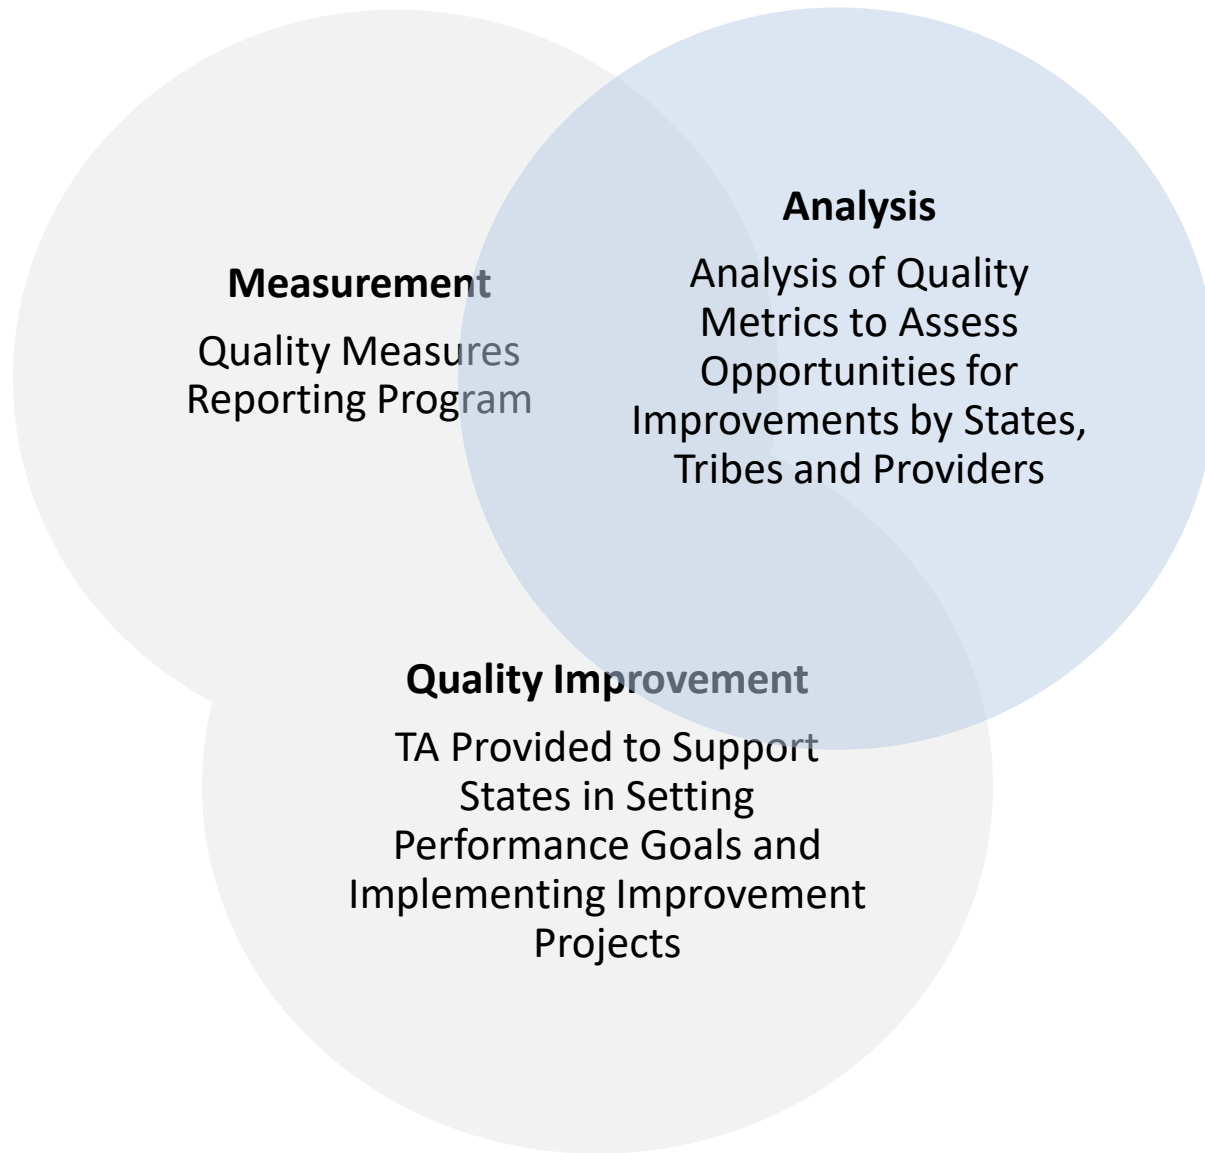 Measurement
Quality Measures
Reporting Program
Analysis
Analysis of Quality
Metrics to Assess
Opportunities for
Improvements by States,
Tribes and Providers
Quality Improvement
TA Provided to Support
States in Setting
Performance Goals and
Implementing Improvement
Projects